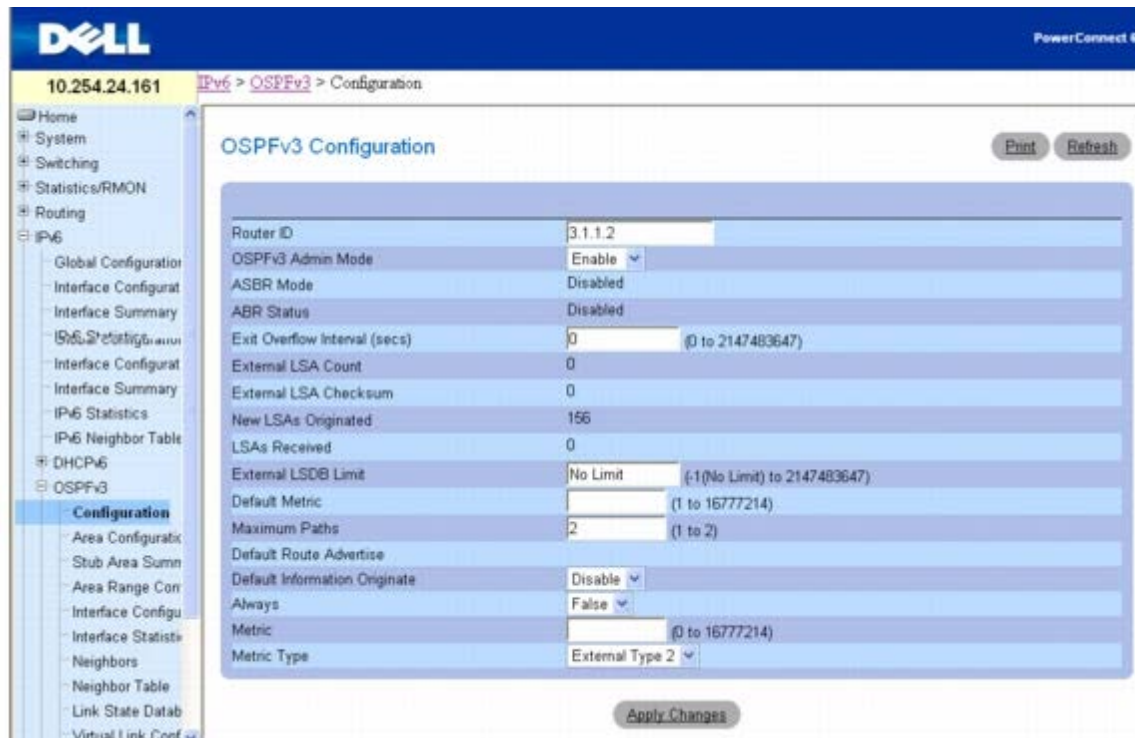 DELL
PowerConnect 6
10.254.24.161
IPv6 > OSPFv3 > Configuration
Home
System
Switching
Statistics/RMON
Routing
IPv6
Global Configuration
Interface Configurat
Interface Summary
Interface Configurat
Interface Summary
IPv6 Statistics
IPv6 Neighbor Table
DHCPv6
OSPFv3
Configuration
Area Configuratic
Stub Area Summ
Area Range Con
Interface Configu
Interface Statisti
Neighbors
Neighbor Table
Link State Datab
Virtual Link Conf
OSPFv3 Configuration
Print Refresh
Router ID 3.1.1.2
OSPFv3 Admin Mode Enable
ASBR Mode Disabled
ABR Status Disabled
Exit Overflow Interval (secs) 0 (0 to 2147483647)
External LSA Count 0
External LSA Checksum 0
New LSAs Originated 156
LSAs Received 0
External LSDB Limit No Limit (-1(No Limit) to 2147483647)
Default Metric (1 to 16777214)
Maximum Paths 2 (1 to 2)
Default Route Advertise
Default Information Originate Disable
Always False
Metric (0 to 16777214)
Metric Type External Type 2
Apply Changes